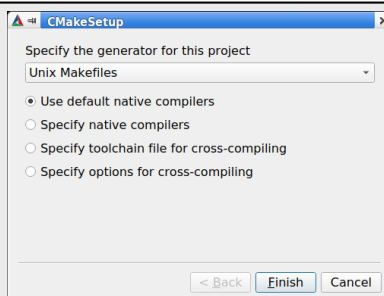 CMakeSetup
Specify the generator for this project
Unix Makefiles
Use default native compilers
Specify native compilers
Specify toolchain file for cross-compiling
Specify options for cross-compiling
< Back Finish Cancel